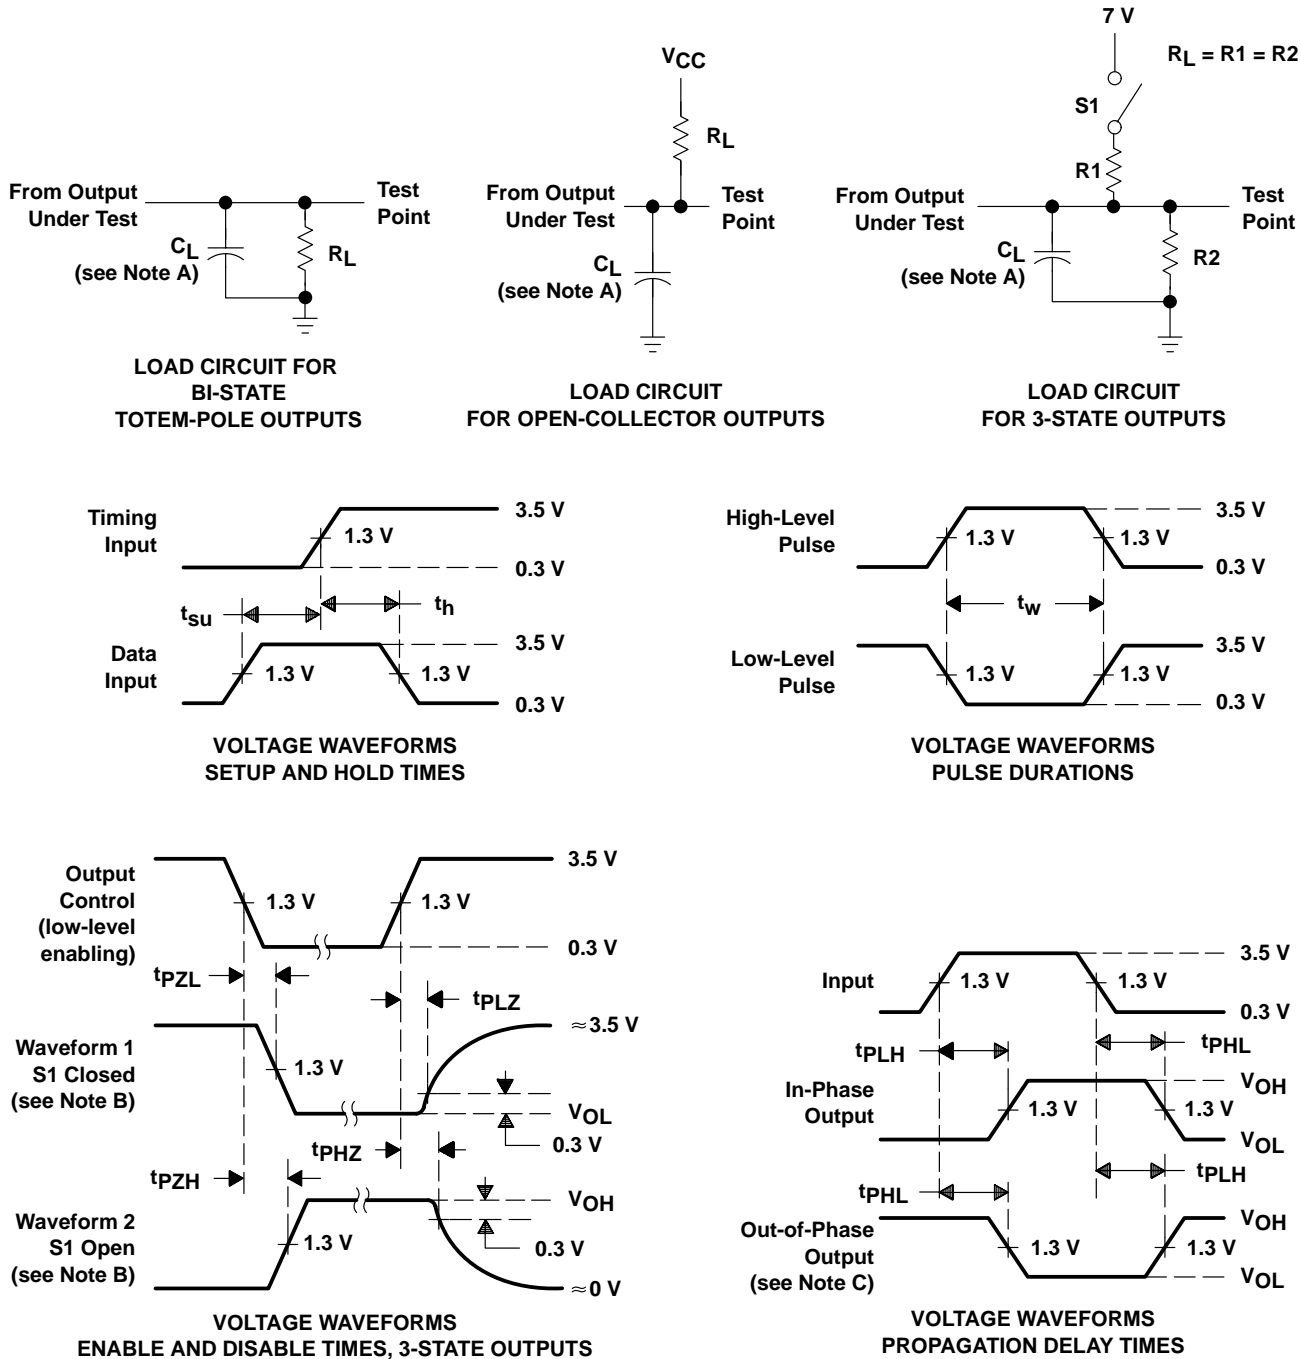 From Output
Under Test
Test
Point
CL
(see Note A)
RL
LOAD CIRCUIT FOR
BI-STATE
TOTEM-POLE OUTPUTS
VCC
RL
From Output
Under Test
Test
Point
CL
(see Note A)
LOAD CIRCUIT
FOR OPEN-COLLECTOR OUTPUTS
7 V
RL = R1 = R2
S1
R1
From Output
Under Test
Test
Point
CL
(see Note A)
R2
LOAD CIRCUIT
FOR 3-STATE OUTPUTS
Timing
Input
3.5 V
1.3 V
0.3 V
tsu
th
Data
Input
3.5 V
1.3 V
1.3 V
0.3 V
VOLTAGE WAVEFORMS
SETUP AND HOLD TIMES
High-Level
Pulse
3.5 V
1.3 V
1.3 V
0.3 V
tw
Low-Level
Pulse
3.5 V
1.3 V
1.3 V
0.3 V
VOLTAGE WAVEFORMS
PULSE DURATIONS
Output
Control
(low-level
enabling)
3.5 V
1.3 V
1.3 V
0.3 V
tPZL
tPLZ
Waveform 1
S1 Closed
(see Note B)
≈3.5 V
1.3 V
VOL
0.3 V
tPHZ
tPZH
Waveform 2
S1 Open
(see Note B)
VOH
1.3 V
0.3 V
≈0 V
VOLTAGE WAVEFORMS
ENABLE AND DISABLE TIMES, 3-STATE OUTPUTS
Input
3.5 V
1.3 V
1.3 V
0.3 V
tPLH
tPHL
In-Phase
Output
VOH
1.3 V
1.3 V
VOL
tPHL
tPLH
Out-of-Phase
Output
(see Note C)
VOH
1.3 V
1.3 V
VOL
VOLTAGE WAVEFORMS
PROPAGATION DELAY TIMES